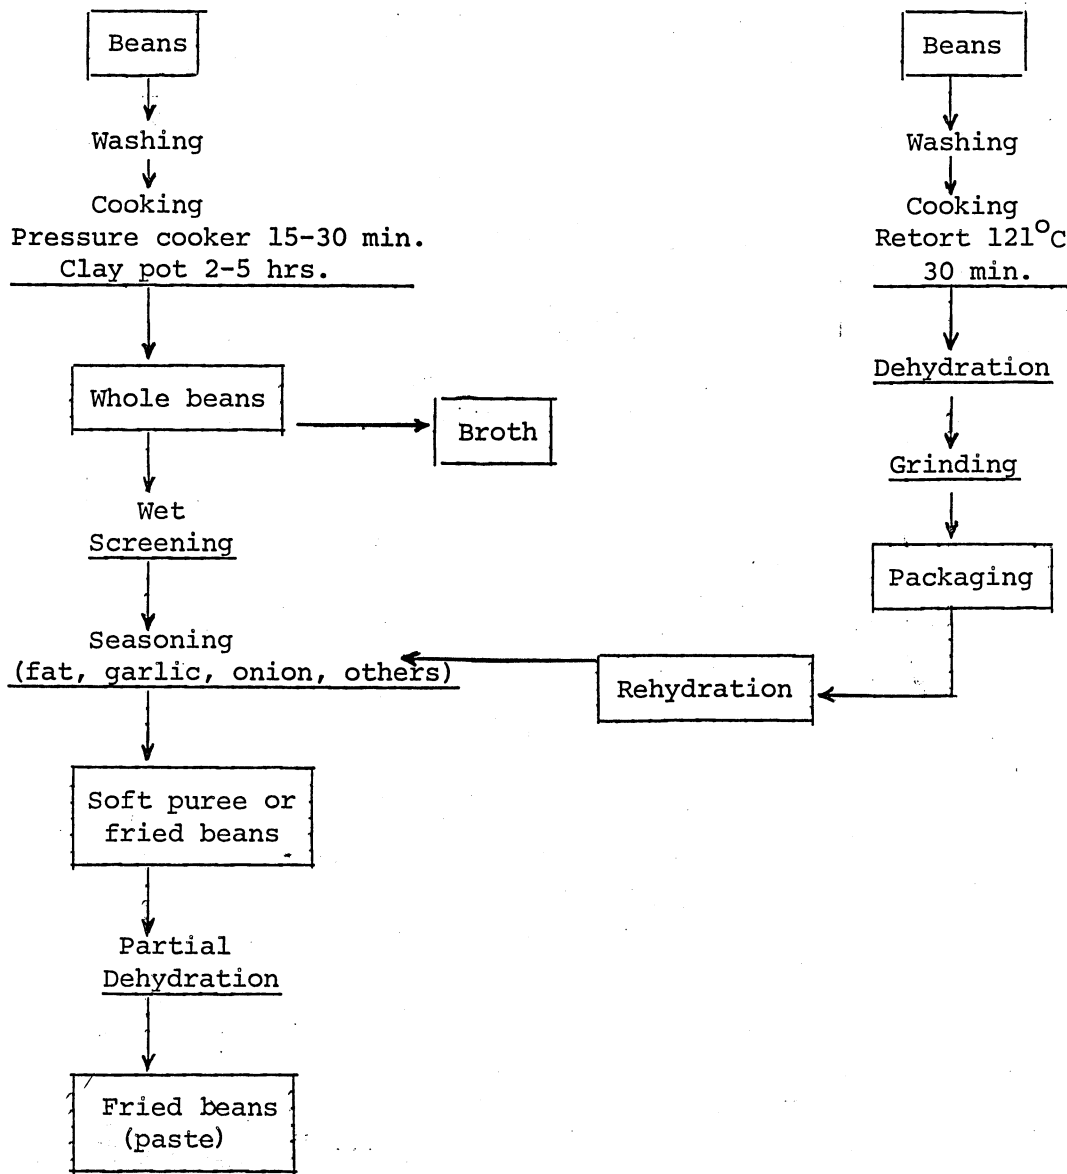 Beans
Washing
Cooking
Pressure cooker 15-30 min.
Clay pot 2-5 hrs.
Whole beans
Broth
Wet
Screening
Seasoning
(fat, garlic, onion, others)
Soft puree or
fried beans
Partial
Dehydration
Fried beans
(paste)
Beans
Washing
Cooking
Retort 121°C
30 min.
Dehydration
Grinding
Packaging
Rehydration